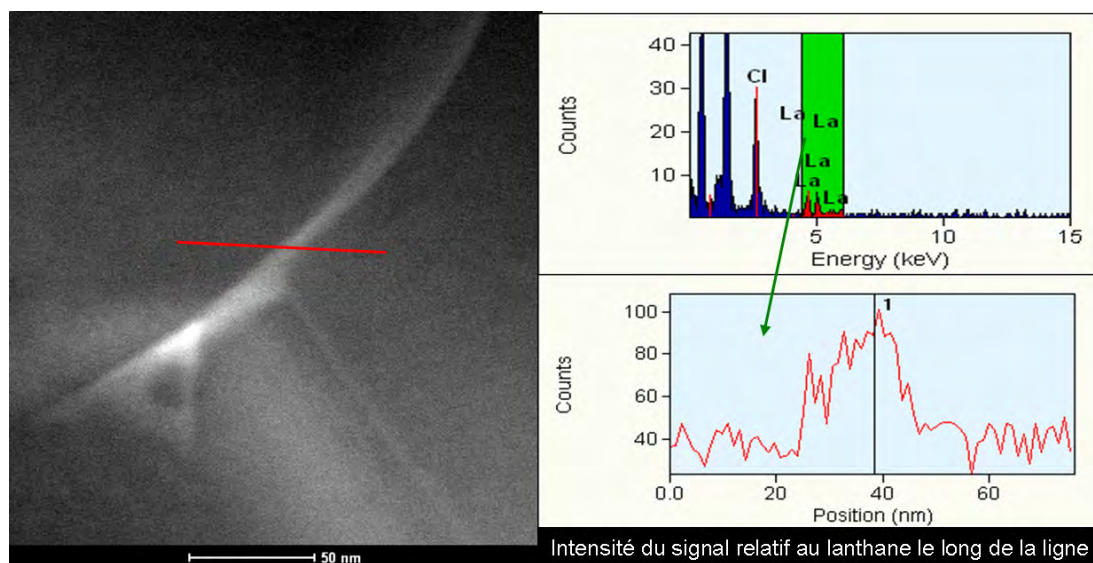 40
30
20
10
Counts
Cl
La
La
La
La
La
5
10
15
Energy (keV)
100
80
60
40
Counts
1
0.0
20
40
60
Position (nm)
50 nm
Intensité du signal relatif au lanthane le long de la ligne